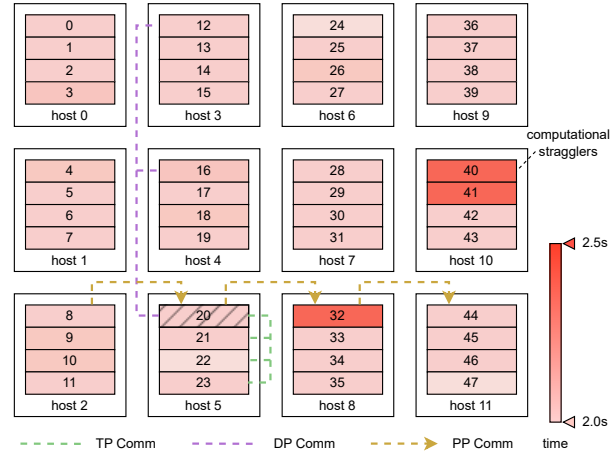 0
1
2
3
host 0
12
13
14
15
host 3
24
25
26
27
host 6
36
37
38
39
host 9
computational
stragglers
4
5
6
7
host 1
16
17
18
19
host 4
28
29
30
31
host 7
40
41
42
43
host 10
8
9
10
11
host 2
20
21
22
23
host 5
32
33
34
35
host 8
44
45
46
47
host 11
2.5s
2.0s
TP Comm
DP Comm
PP Comm
time